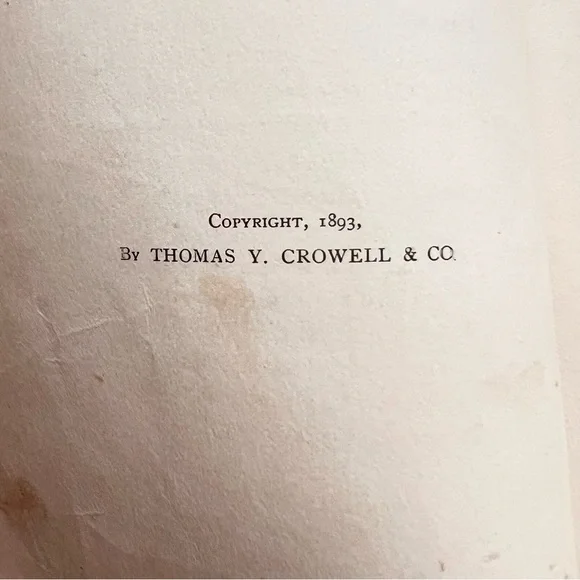 Copyright, 1893,
By THOMAS Y. CROWELL & CO.